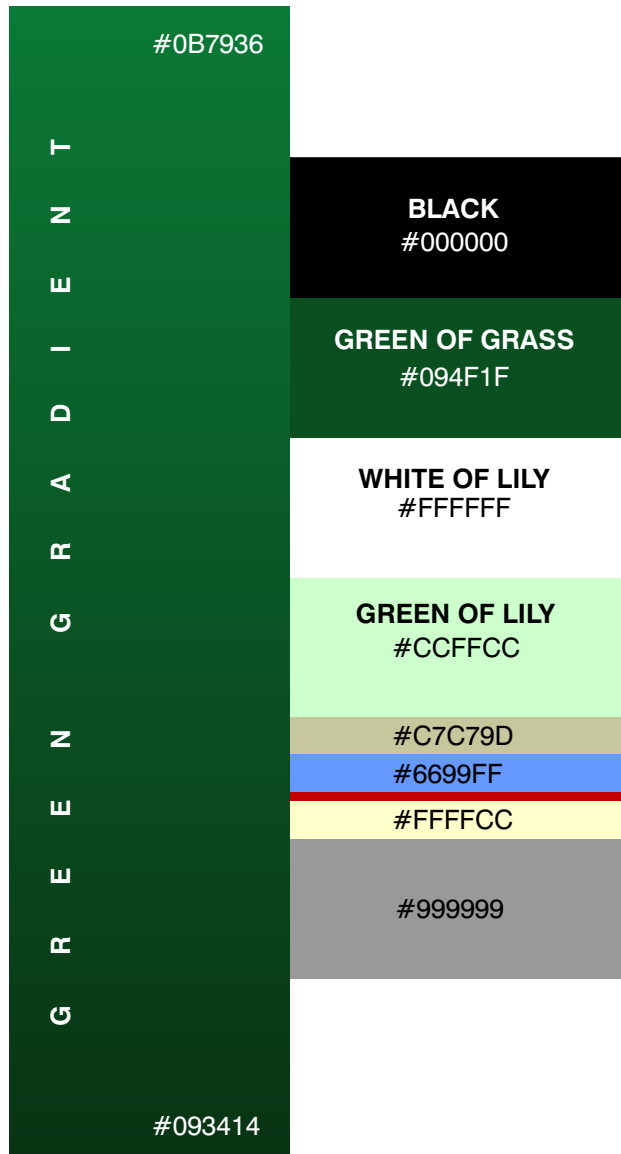 #0B7936
GREEN GRADIENT
#093414
BLACK
#000000
GREEN OF GRASS
#094F1F
WHITE OF LILY
#FFFFFF
GREEN OF LILY
#CCFFCC
#C7C79D
#6699FF
#FFFFCC
#999999